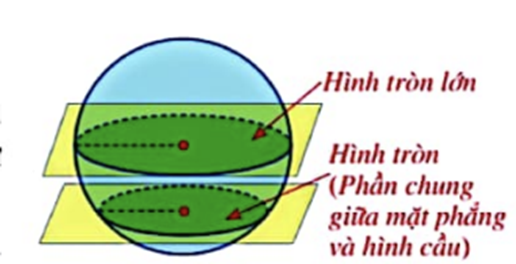 Hình tròn lớn
Hình tròn
(Phần chung
giữa mặt phẳng
và hình cầu)